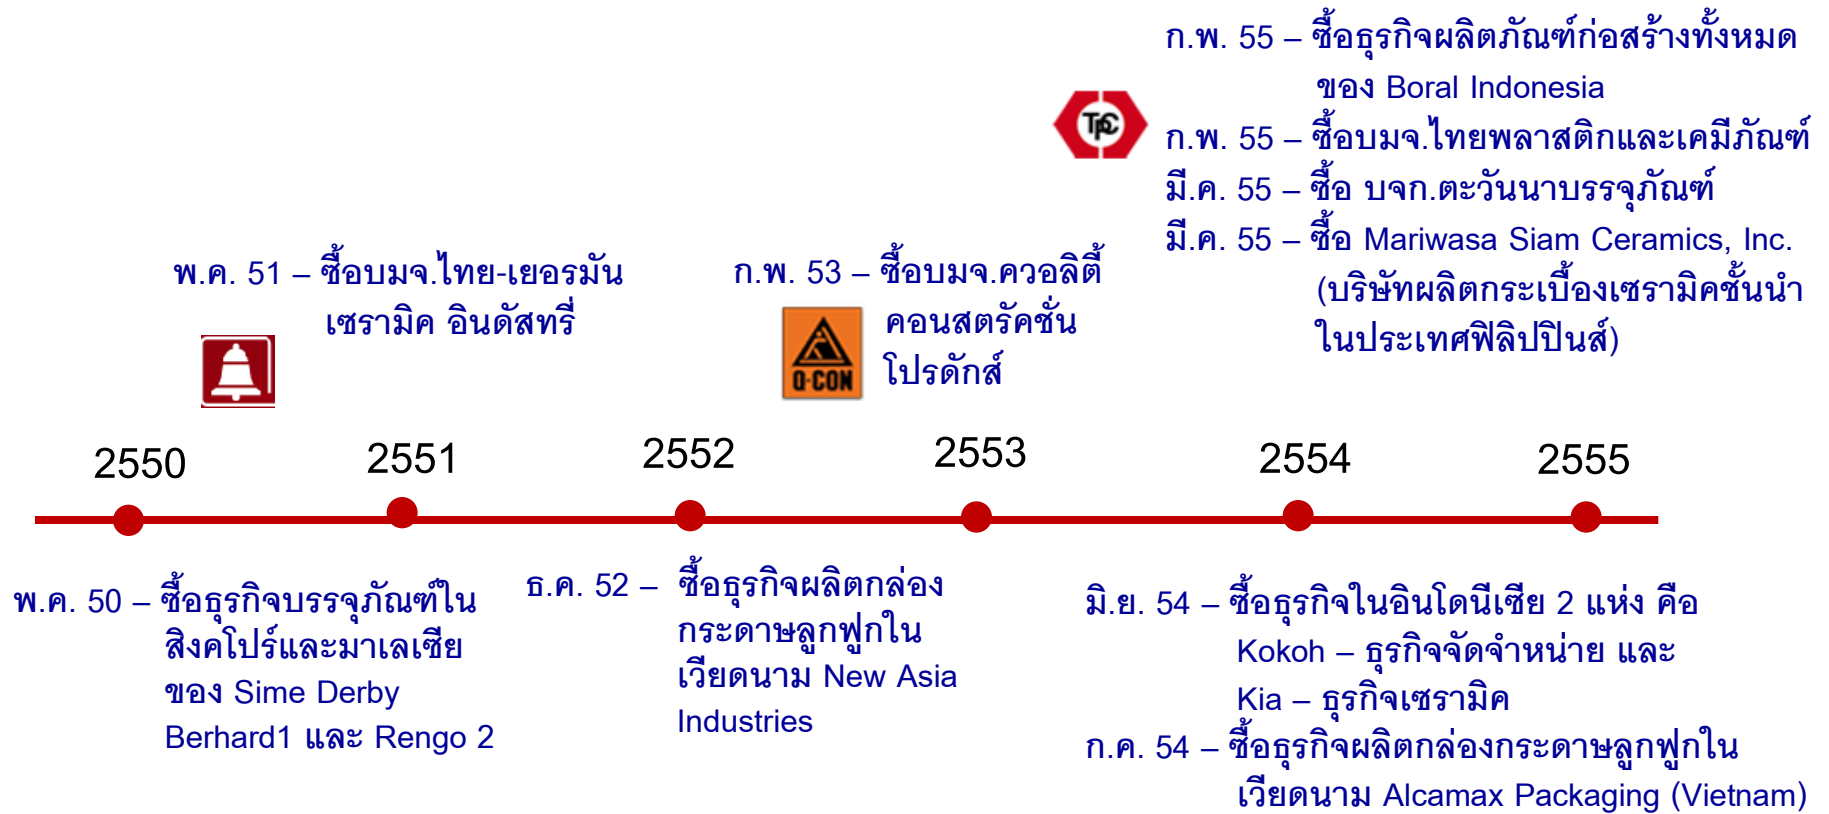 ก.พ. 55 – ซื้อธุรกิจผลิตภัณฑ์ก่อสร้างทั้งหมด
ของ Boral Indonesia
TPC
ก.พ. 55 – ซื้อบมจ.ไทยพลาสติกและเคมีภัณฑ์
มี.ค. 55 – ซื้อ บจก.ตะวันนาบรรจุภัณฑ์
มี.ค. 55 – ซื้อ Mariwasa Siam Ceramics, Inc.
(บริษัทผลิตกระเบื้องเซรามิคชั้นนำ
ในประเทศฟิลิปปินส์)
พ.ค. 51 – ซื้อบมจ.ไทย-เยอรมัน
เซรามิค อินดัสทรี่
ก.พ. 53 – ซื้อบมจ.ควอลิตี้
คอนสตรัคชั่น
โปรดักส์
Q-CON
2550
2551
2552
2553
2554
2555
พ.ค. 50 – ซื้อธุรกิจบรรจุภัณฑ์ใน
สิงคโปร์และมาเลเซีย
ของ Sime Derby
Berhard1 และ Rengo 2
ธ.ค. 52 – ซื้อธุรกิจผลิตกล่อง
กระดาษลูกฟูกใน
เวียดนาม New Asia
Industries
มิ.ย. 54 – ซื้อธุรกิจในอินโดนีเซีย 2 แห่ง คือ
Kokoh – ธุรกิจจัดจำหน่าย และ
Kia – ธุรกิจเซรามิค
ก.ค. 54 – ซื้อธุรกิจผลิตกล่องกระดาษลูกฟูกใน
เวียดนาม Alcamax Packaging (Vietnam)